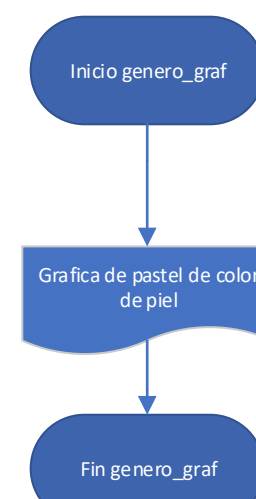 Inicio genero_graf
Grafica de pastel de color
de piel
Fin genero_graf